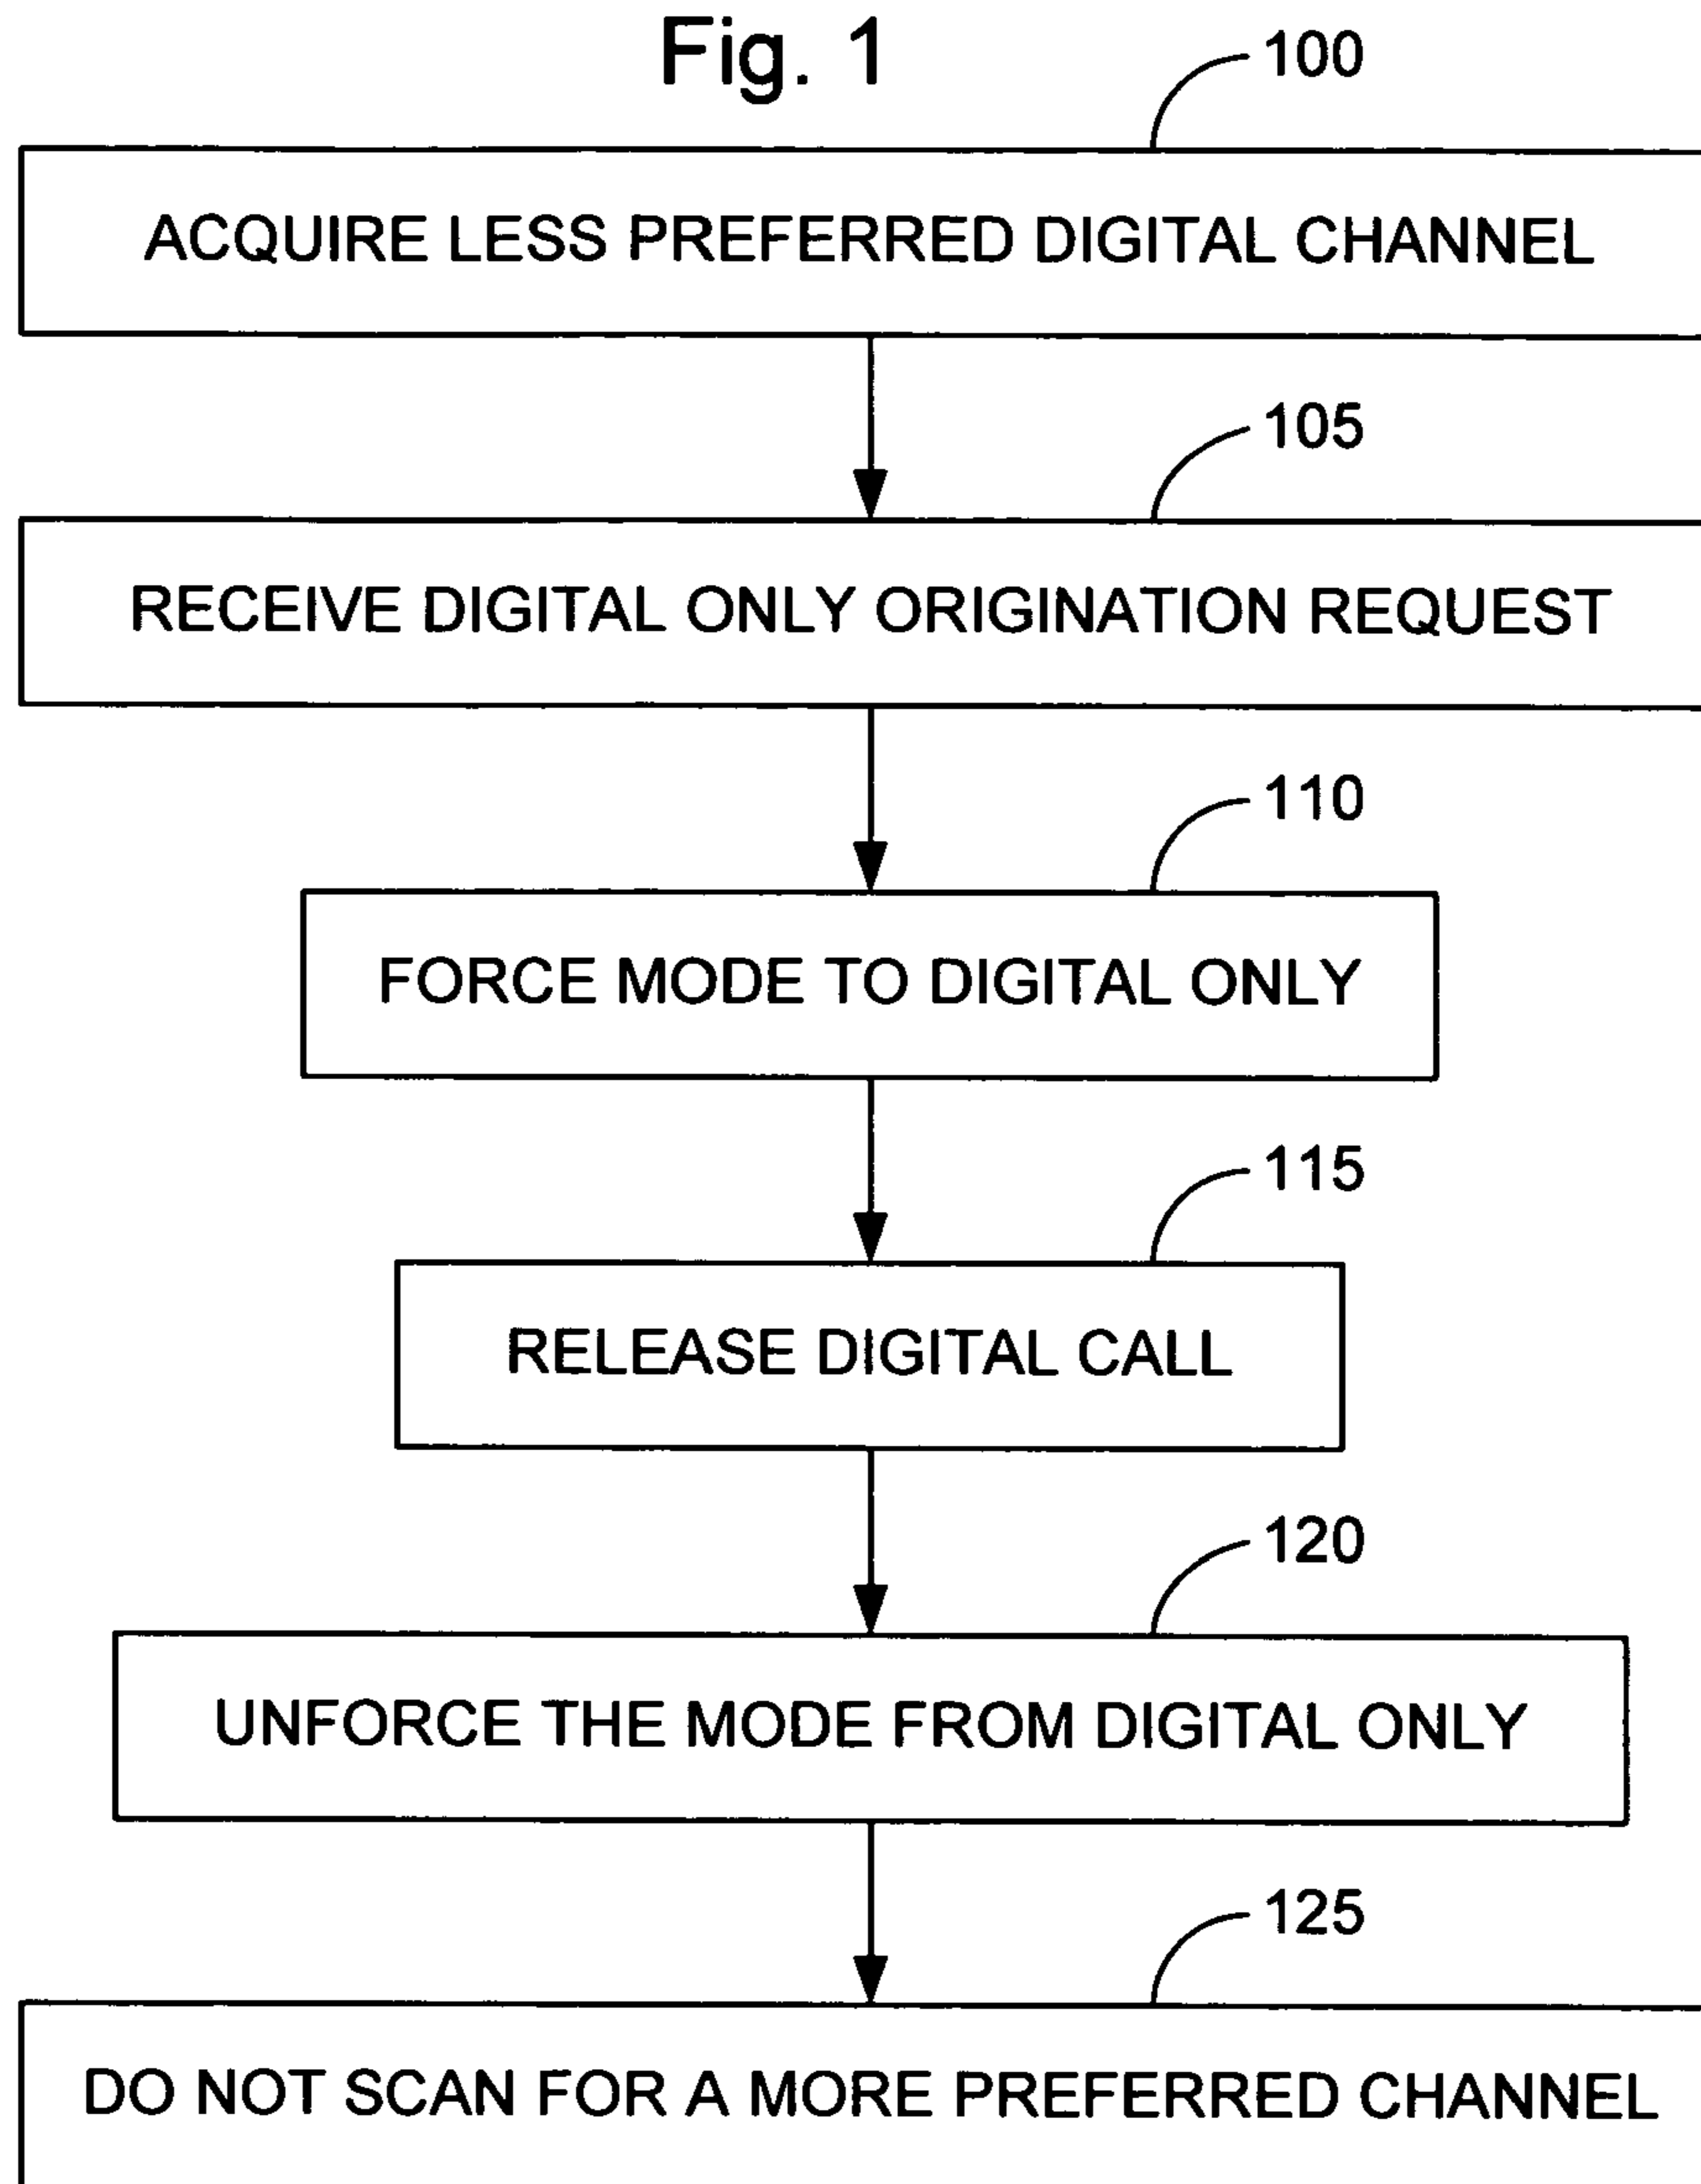 Fig. 1
100
ACQUIRE LESS PREFERRED DIGITAL CHANNEL
105
RECEIVE DIGITAL ONLY ORIGINATION REQUEST
110
FORCE MODE TO DIGITAL ONLY
115
RELEASE DIGITAL CALL
120
UNFORCE THE MODE FROM DIGITAL ONLY
125
DO NOT SCAN FOR A MORE PREFERRED CHANNEL